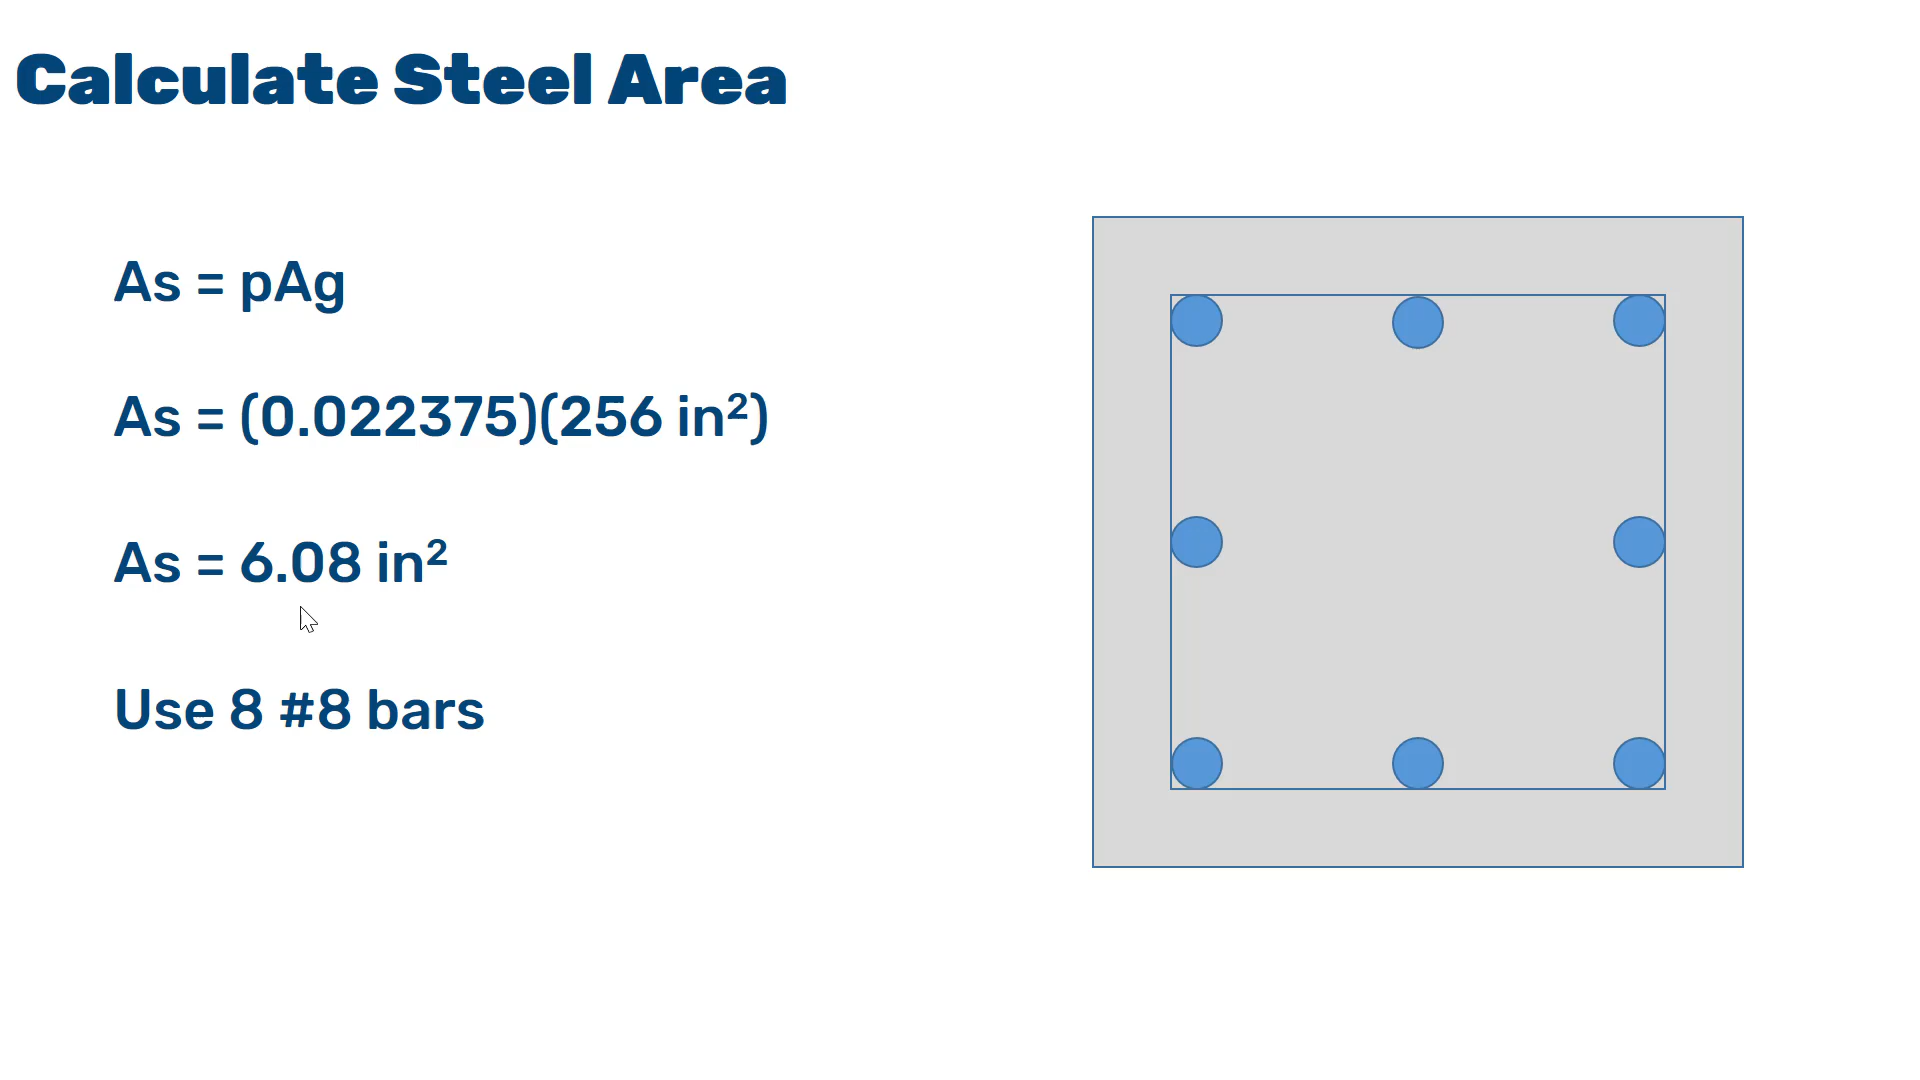 Calculate Steel Area
As = pAg
As = (0.022375)(256 in²)
As = 6.08 in²
Use 8 #8 bars